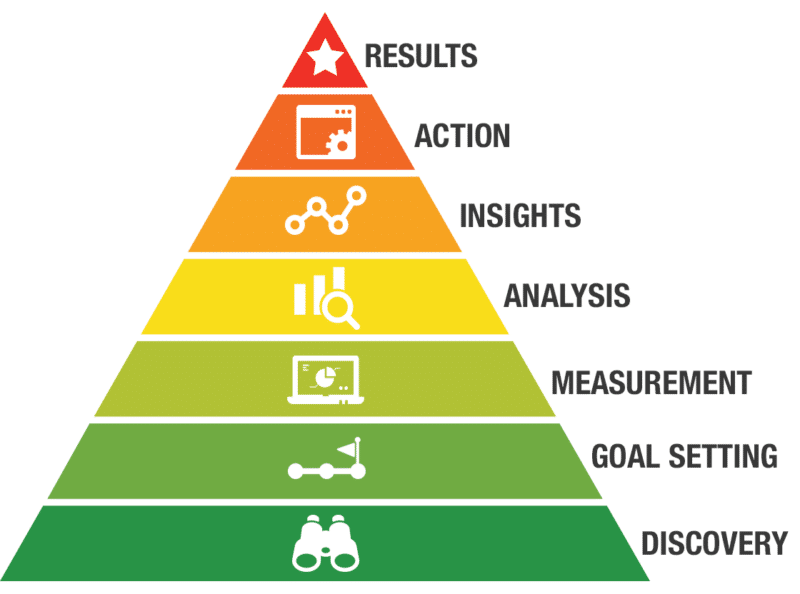 RESULTS
ACTION
INSIGHTS
ANALYSIS
MEASUREMENT
GOAL SETTING
DISCOVERY